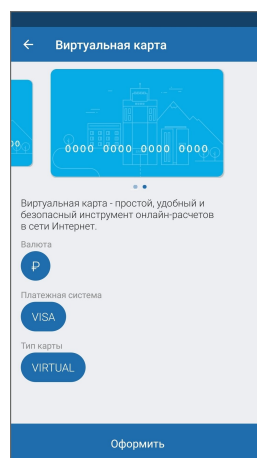 Виртуальная карта
0000 0000 0000 0000
Виртуальная карта - простой, удобный и
безопасный инструмент онлайн-расчетов
в сети Интернет.
Валюта
₽
Платежная система
VISA
Тип карты
VIRTUAL
Оформить